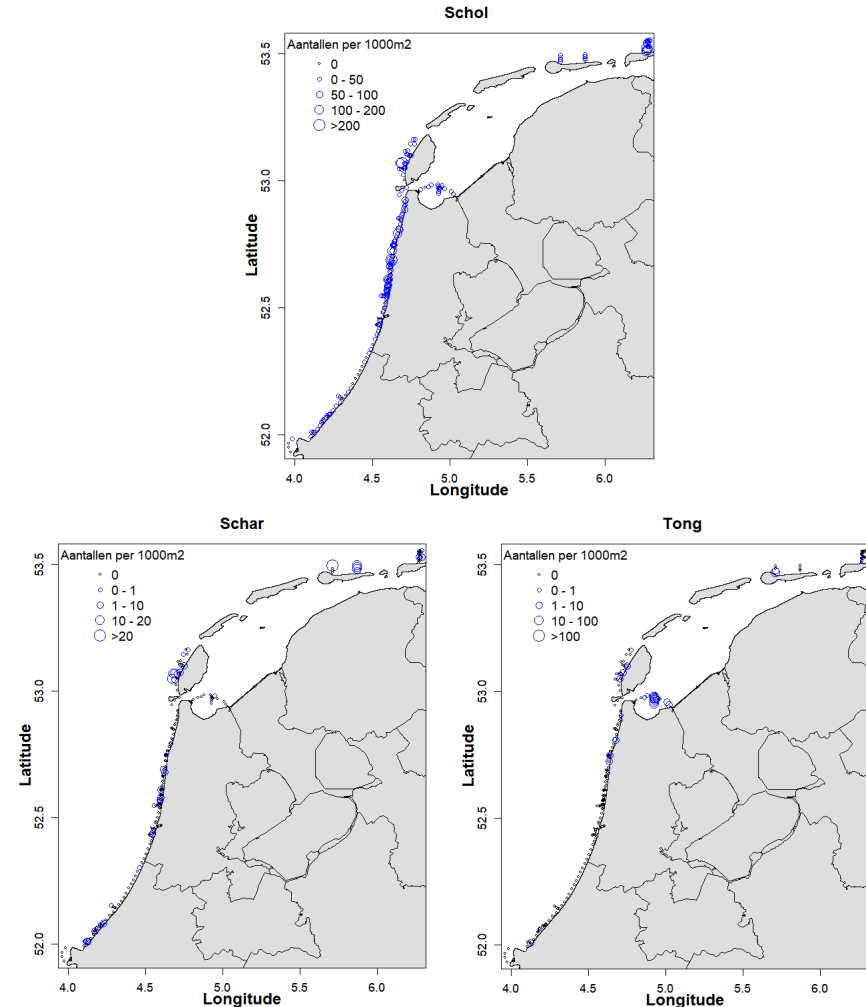 Schol
Aantallen per 1000m2
0
0 - 50
50 - 100
100 - 200
>200
53.5
53.0
52.5
52.0
Latitude
4.0 4.5 5.0 5.5 6.0
Longitude
Schar
Aantallen per 1000m2
0
0 - 1
1 - 10
10 - 20
>20
53.5
53.0
52.5
52.0
Latitude
4.0 4.5 5.0 5.5 6.0
Longitude
Tong
Aantallen per 1000m2
0
0 - 1
1 - 10
10 - 100
>100
53.5
53.0
52.5
52.0
Latitude
4.0 4.5 5.0 5.5 6.0
Longitude